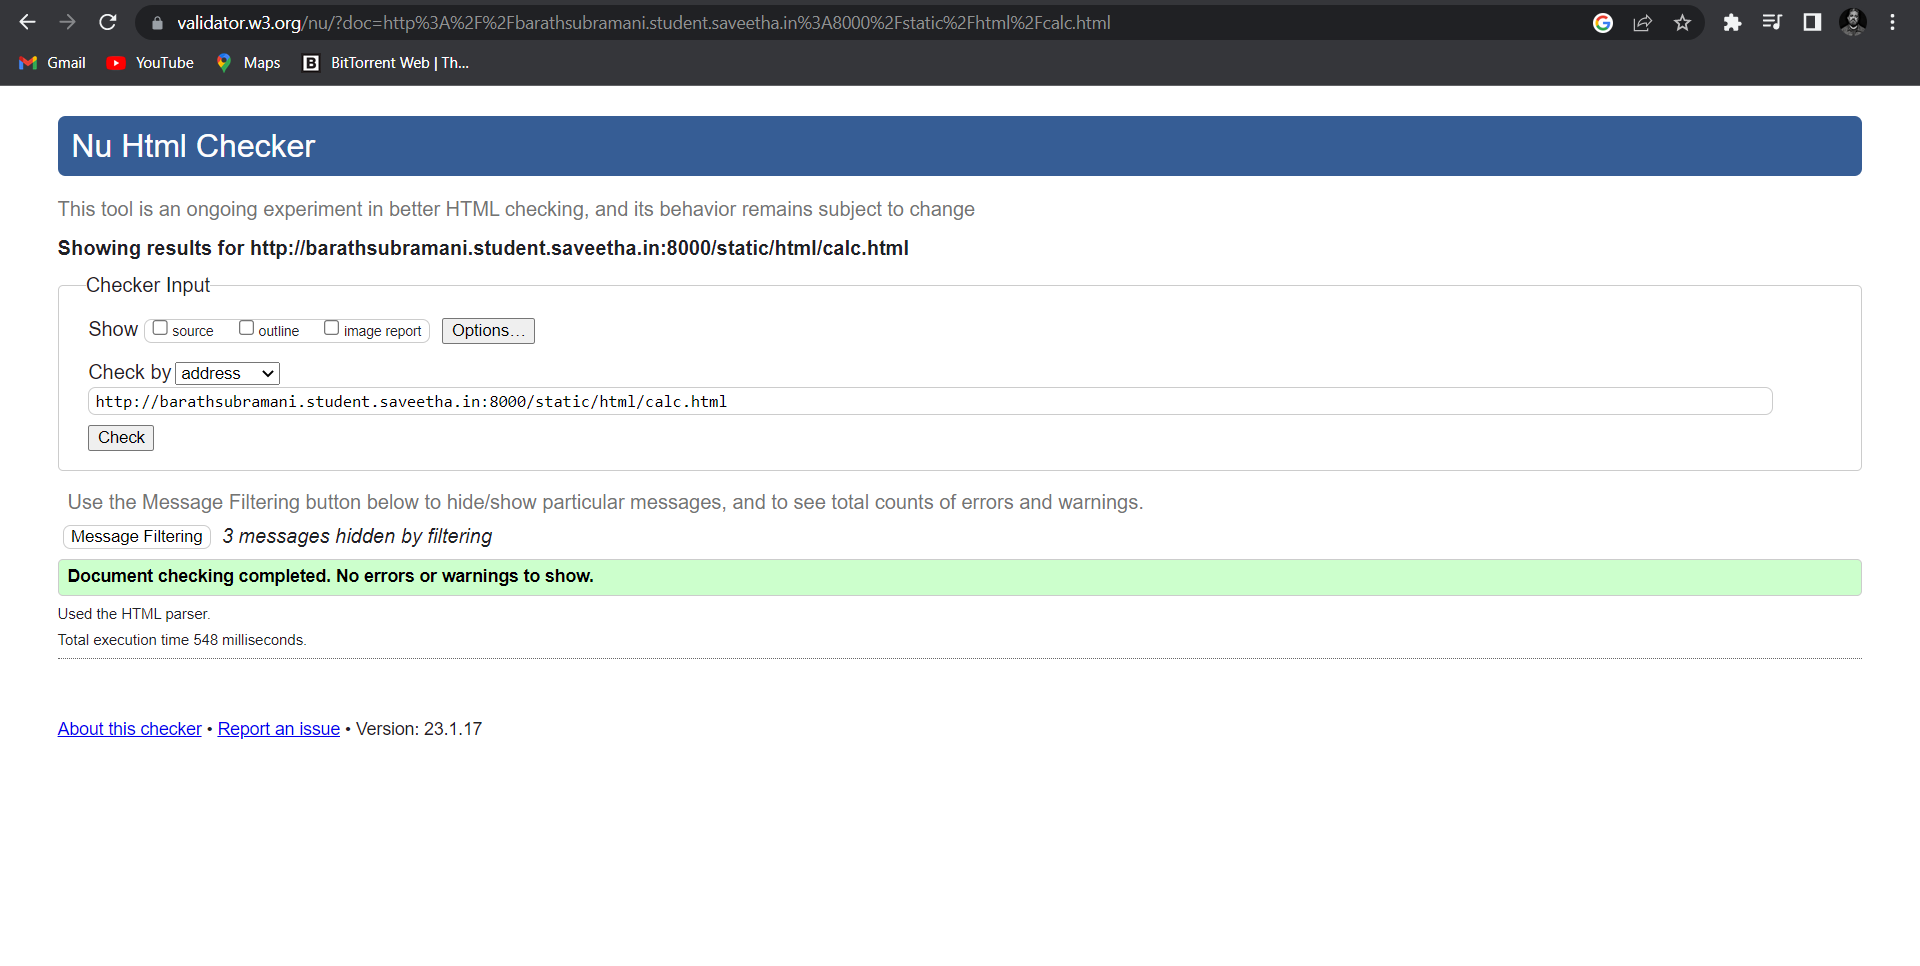 validator.w3.org/nu/?doc=http%3A%2F%2Fbarathsubramani.student.saveetha.in%3A8000%2Fstatic%2Fhtml%2Fcalc.html
Gmail YouTube Maps BitTorrent Web | Th...
Nu Html Checker
This tool is an ongoing experiment in better HTML checking, and its behavior remains subject to change
Showing results for http://barathsubramani.student.saveetha.in:8000/static/html/calc.html
Checker Input
Show source outline image report Options...
Check by address
http://barathsubramani.student.saveetha.in:8000/static/html/calc.html
Check
Use the Message Filtering button below to hide/show particular messages, and to see total counts of errors and warnings.
Message Filtering 3 messages hidden by filtering
Document checking completed. No errors or warnings to show.
Used the HTML parser.
Total execution time 548 milliseconds.
About this checker • Report an issue • Version: 23.1.17